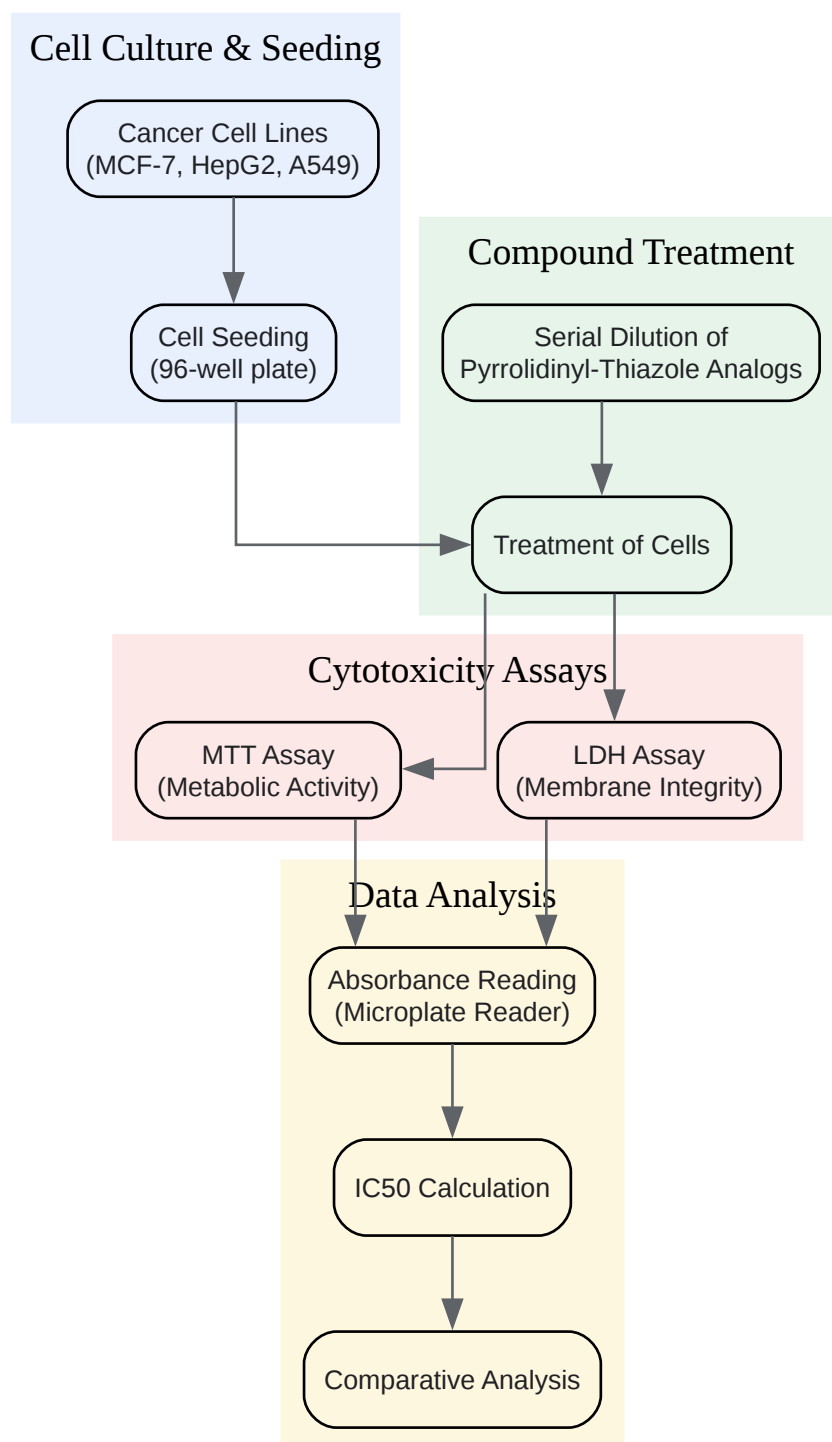 Cell Culture & Seeding
Cancer Cell Lines
(MCF-7, HepG2, A549)
Cell Seeding
(96-well plate)
Compound Treatment
Serial Dilution of
Pyrrolidinyl-Thiazole Analogs
Treatment of Cells
Cytotoxicity Assays
MTT Assay
(Metabolic Activity)
LDH Assay
(Membrane Integrity)
Data Analysis
Absorbance Reading
(Microplate Reader)
IC50 Calculation
Comparative Analysis